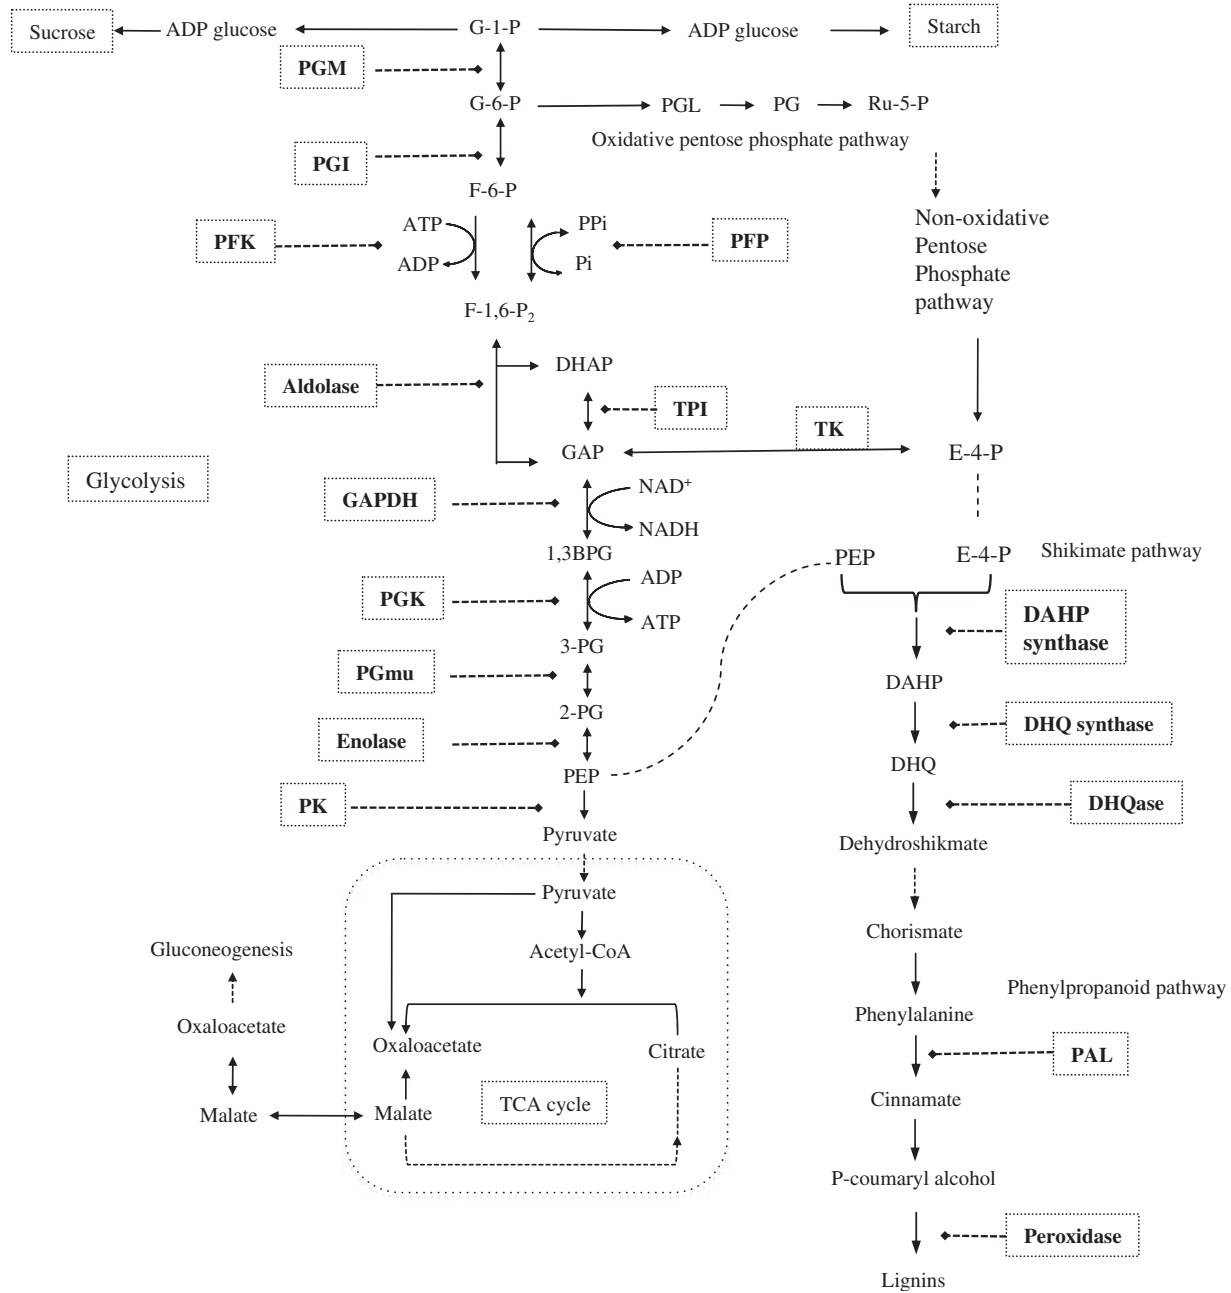 Sucrose
ADP glucose
G-1-P
ADP glucose
Starch
PGM
G-6-P
PGL
PG
Ru-5-P
Oxidative pentose phosphate pathway
PGI
F-6-P
Non-oxidative
Pentose
Phosphate
pathway
PFK
ATP
ADP
PPi
Pi
PFP
F-1,6-P₂
DHAP
Aldolase
TPI
TK
GAP
E-4-P
Glycolysis
GAPDH
NAD⁺
NADH
1,3BPG
PEP
E-4-P
Shikimate pathway
PGK
ADP
ATP
DAHP
synthase
3-PG
PGmu
DAHP
2-PG
Enolase
DHQ synthase
PEP
DHQ
PK
DHQase
Pyruvate
Dehydroshikmate
Pyruvate
Chorismate
Gluconeogenesis
Acetyl-CoA
Phenylpropanoid pathway
Oxaloacetate
Phenylalanine
Oxaloacetate
Citrate
PAL
Malate
Malate
TCA cycle
Cinnamate
P-coumaryl alcohol
Peroxidase
Lignins